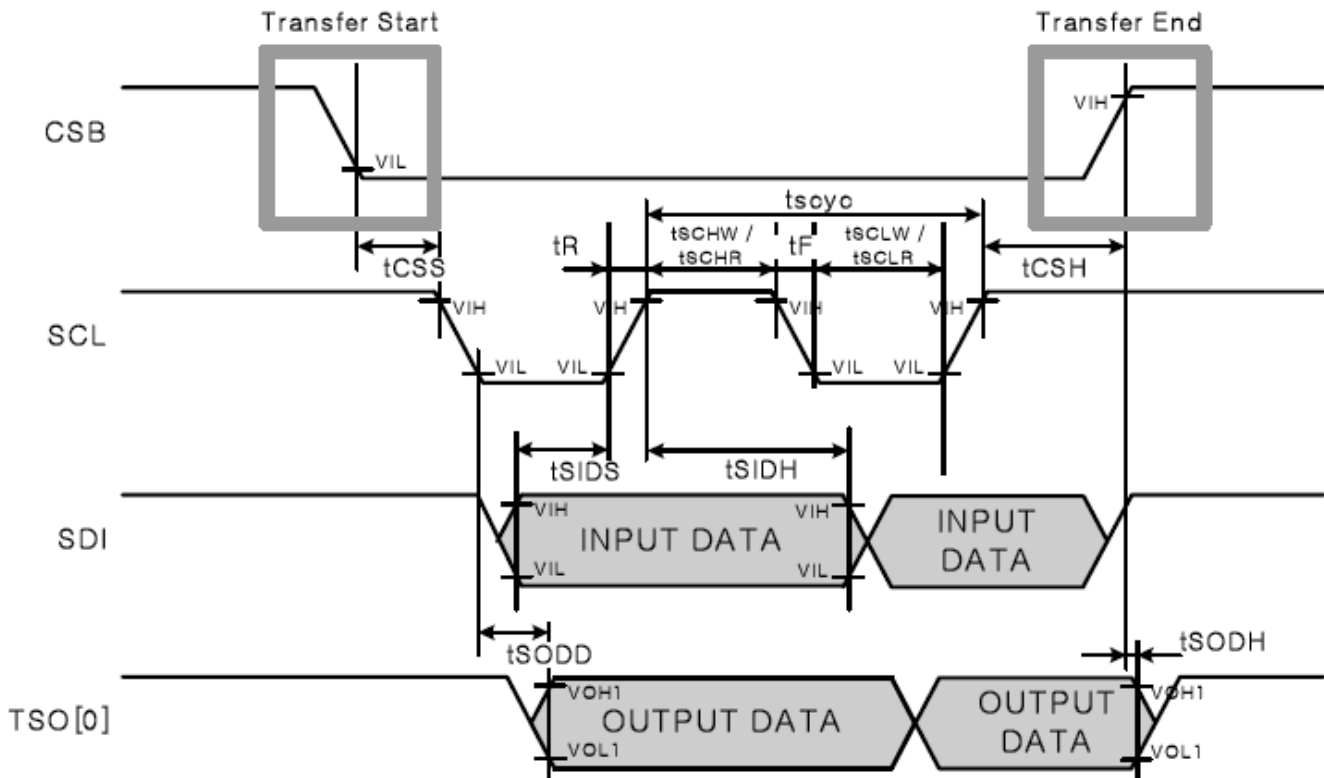 Transfer Start
Transfer End
CSB
VIL
VIH
tscyc
tCSS
tR
tSCHW /
tSCHR
tF
tSCLW /
tSCLR
tCSH
SCL
VIH
VIL
VIL
VIH
VIH
VIL
VIL
VIH
tSIDS
tSIDH
SDI
VIH
VIL
INPUT DATA
VIH
VIL
INPUT
DATA
tSODD
tSODH
TSO[0]
VOH1
VOL1
OUTPUT DATA
OUTPUT
DATA
VOH1
VOL1